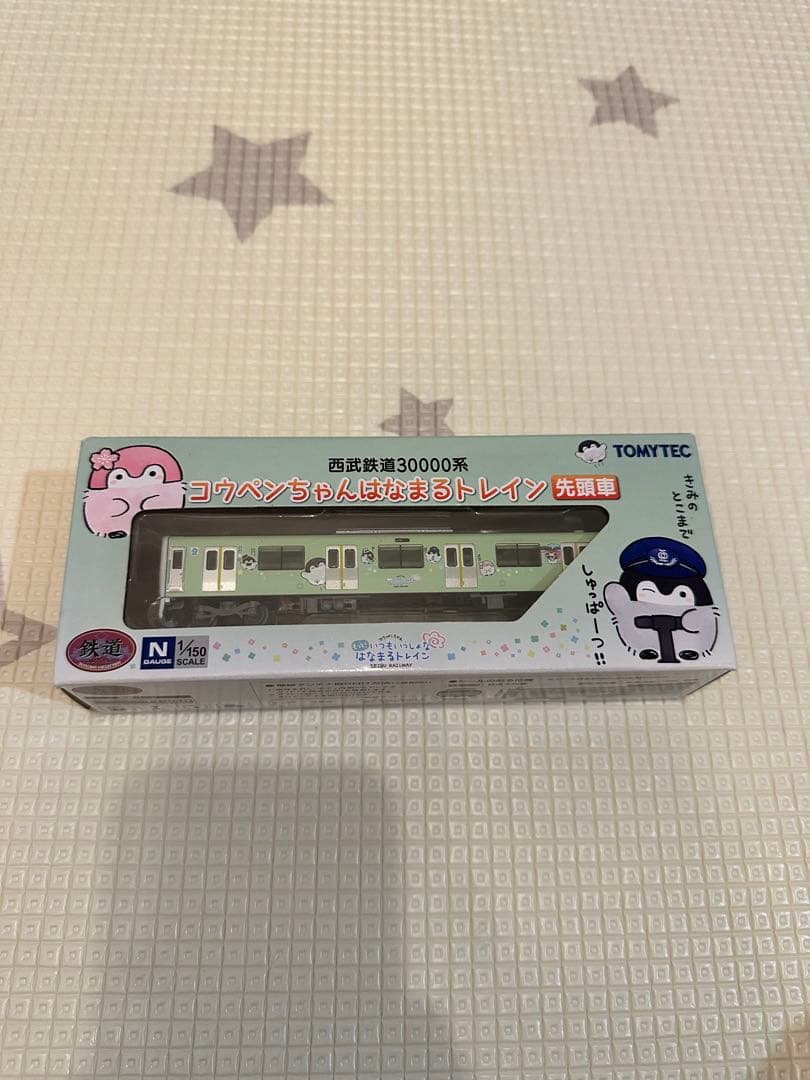 西武鉄道30000系
コウペンちゃんはなまるトレイン 先頭車
TOMYTEC
きみの
とこまで
しゅっぱーつ!!
鉄道
N
GAUGE
1/150
SCALE
いつもいっしょな
はなまるトレイン
SEIBU RAILWAY